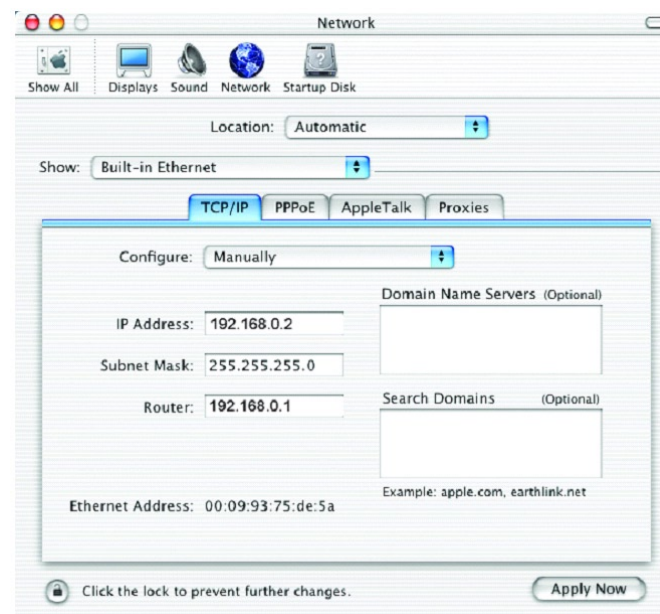 Network
Show All
Displays
Sound
Network
Startup Disk
Location: Automatic
Show: Built-in Ethernet
TCP/IP
PPPoE
AppleTalk
Proxies
Configure: Manually
Domain Name Servers (Optional)
IP Address: 192.168.0.2
Subnet Mask: 255.255.255.0
Router: 192.168.0.1
Search Domains (Optional)
Example: apple.com, earthlink.net
Ethernet Address: 00:09:93:75:de:5a
Click the lock to prevent further changes.
Apply Now